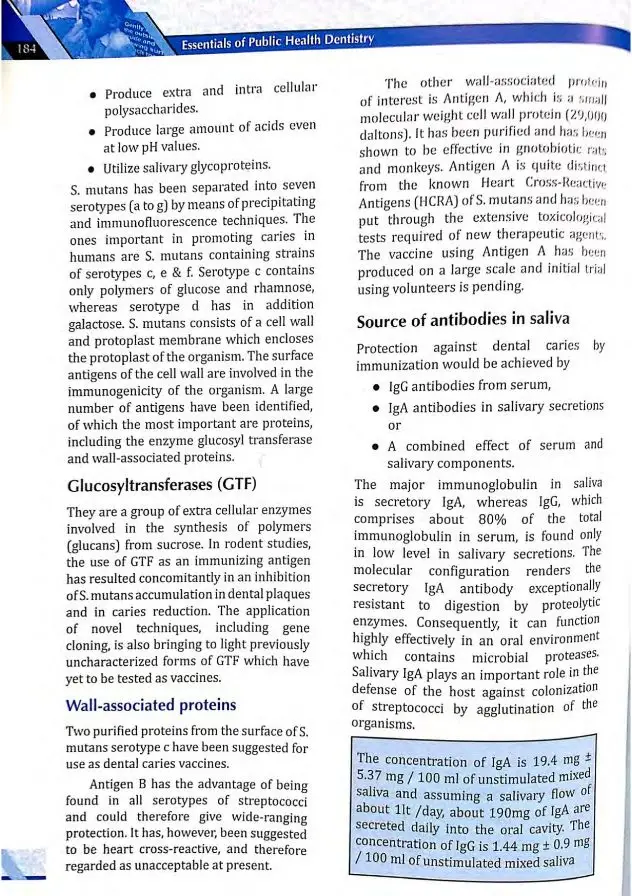 184
Essentials of Public Health Dentistry
• Produce extra and intra cellular
polysaccharides.
• Produce large amount of acids even
at low pH values.
• Utilize salivary glycoproteins.
S. mutans has been separated into seven
serotypes (a to g) by means of precipitating
and immunofluorescence techniques. The
ones important in promoting caries in
humans are S. mutans containing strains
of serotypes c, e & f. Serotype c contains
only polymers of glucose and rhamnose,
whereas serotype d has in addition
galactose. S. mutans consists of a cell wall
and protoplast membrane which encloses
the protoplast of the organism. The surface
antigens of the cell wall are involved in the
immunogenicity of the organism. A large
number of antigens have been identified,
of which the most important are proteins,
including the enzyme glucosyl transferase
and wall-associated proteins.
Glucosyltransferases (GTF)
They are a group of extra cellular enzymes
involved in the synthesis of polymers
(glucans) from sucrose. In rodent studies,
the use of GTF as an immunizing antigen
has resulted concomitantly in an inhibition
of S. mutans accumulation in dental plaques
and in caries reduction. The application
of novel techniques, including gene
cloning, is also bringing to light previously
uncharacterized forms of GTF which have
yet to be tested as vaccines.
Wall-associated proteins
Two purified proteins from the surface of S.
mutans serotype c have been suggested for
use as dental caries vaccines.
Antigen B has the advantage of being
found in all serotypes of streptococci
and could therefore give wide-ranging
protection. It has, however, been suggested
to be heart cross-reactive, and therefore
regarded as unacceptable at present.
The other wall-associated protein
of interest is Antigen A, which is a small
molecular weight cell wall protein (29,000
daltons). It has been purified and has been
shown to be effective in gnotobiotic rats
and monkeys. Antigen A is quite distinct
from the known Heart Cross-Reactive
Antigens (HCRA) of S. mutans and has been
put through the extensive toxicological
tests required of new therapeutic agents.
The vaccine using Antigen A has been
produced on a large scale and initial trial
using volunteers is pending.
Source of antibodies in saliva
Protection against dental caries by
immunization would be achieved by
• IgG antibodies from serum,
• IgA antibodies in salivary secretions
or
• A combined effect of serum and
salivary components.
The major immunoglobulin in saliva
is secretory IgA, whereas IgG, which
comprises about 80% of the total
immunoglobulin in serum, is found only
in low level in salivary secretions. The
molecular configuration renders the
secretory IgA antibody exceptionally
resistant to digestion by proteolytic
enzymes. Consequently, it can function
highly effectively in an oral environment
which contains microbial proteases.
Salivary IgA plays an important role in the
defense of the host against colonization
of streptococci by agglutination of the
organisms.
The concentration of IgA is 19.4 mg ±
5.37 mg / 100 ml of unstimulated mixed
saliva and assuming a salivary flow of
about 1lt /day, about 190mg of IgA are
secreted daily into the oral cavity. The
concentration of IgG is 1.44 mg ± 0.9 mg
/ 100 ml of unstimulated mixed saliva